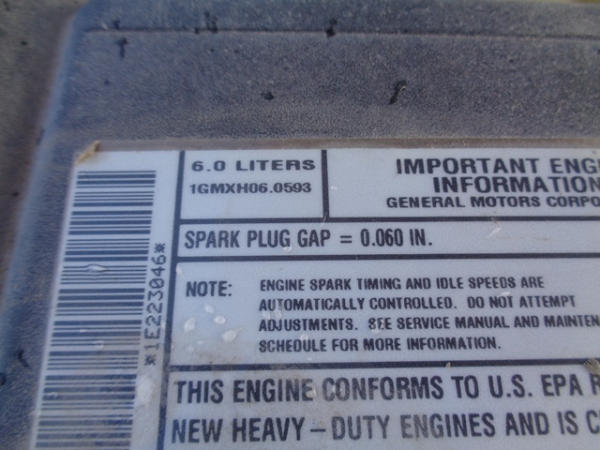 6.0 LITERS
1GMXH06.0593
IMPORTANT ENGI
INFORMATION
GENERAL MOTORS CORPO
SPARK PLUG GAP = 0.060 IN.
NOTE: ENGINE SPARK TIMING AND IDLE SPEEDS ARE
AUTOMATICALLY CONTROLLED. DO NOT ATTEMPT
ADJUSTMENTS. SEE SERVICE MANUAL AND MAINTEN
SCHEDULE FOR MORE INFORMATION.
THIS ENGINE CONFORMS TO U.S. EPA R
NEW HEAVY-DUTY ENGINES AND IS C
*1E223046*